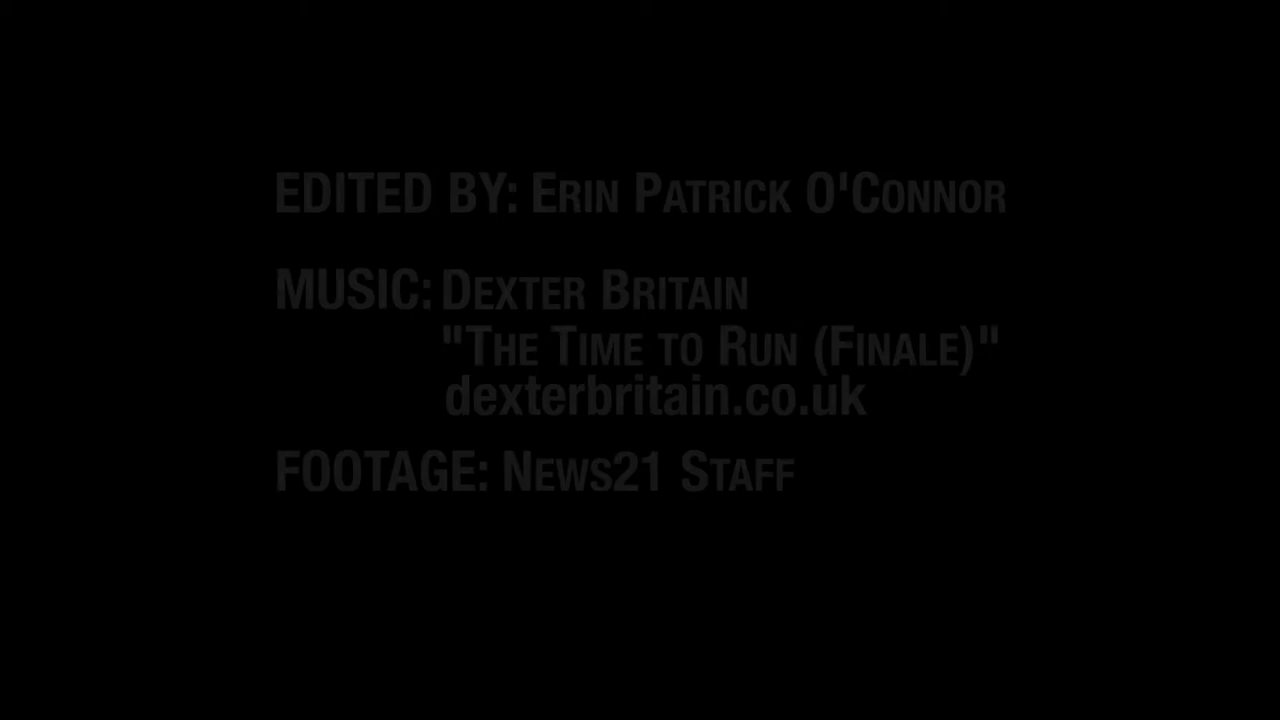 EDITED BY: ERIN PATRICK O'CONNOR
MUSIC: DEXTER BRITAIN
"THE TIME TO RUN (FINALE)"
dexterbritain.co.uk
FOOTAGE: NEWS21 STAFF